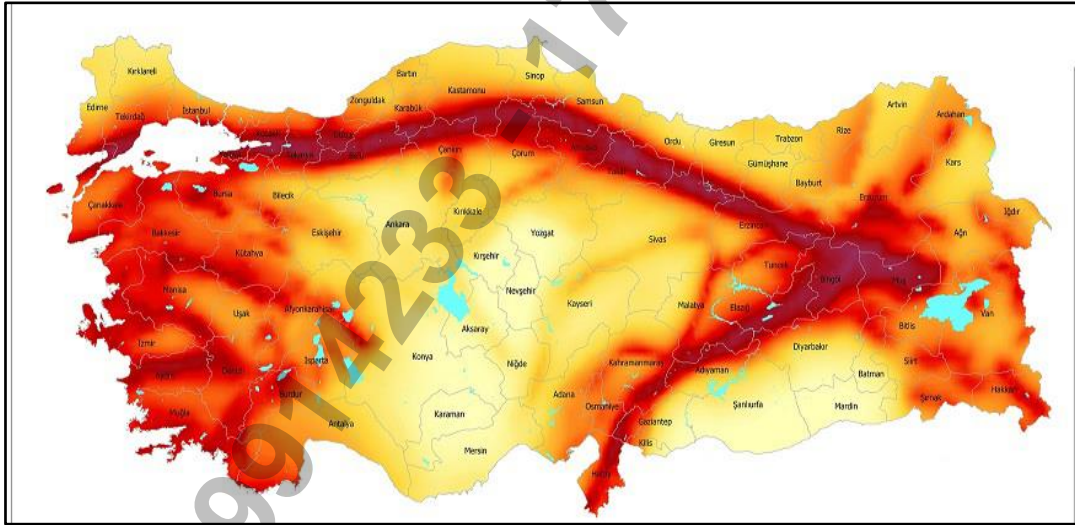 Kırklareli
Edirne
Tekirdağ
İstanbul
Zonguldak
Bartın
Karabük
Kastamonu
Sinop
Samsun
Çankırı
Çorum
Ordu
Giresun
Trabzon
Rize
Artvin
Ardahan
Kars
Gümüşhane
Bayburt
Erzurum
Iğdır
Ağrı
Çanakkale
Balıkesir
Bursa
Bilecik
Eskişehir
Kütahya
Ankara
Kırıkkale
Kırşehir
Yozgat
Sivas
Erzincan
Tunceli
Bingöl
Muş
Van
Bitlis
Manisa
Uşak
Afyonkarahisar
İzmir
Isparta
Burdur
Denizli
Muğla
Antalya
Konya
Aksaray
Nevşehir
Kayseri
Niğde
Karaman
Mersin
Adana
Kahramanmaraş
Osmaniye
Malatya
Elazığ
Adıyaman
Gaziantep
Kilis
Hatay
Şanlıurfa
Diyarbakır
Batman
Mardin
Siirt
Şırnak
Hakkari